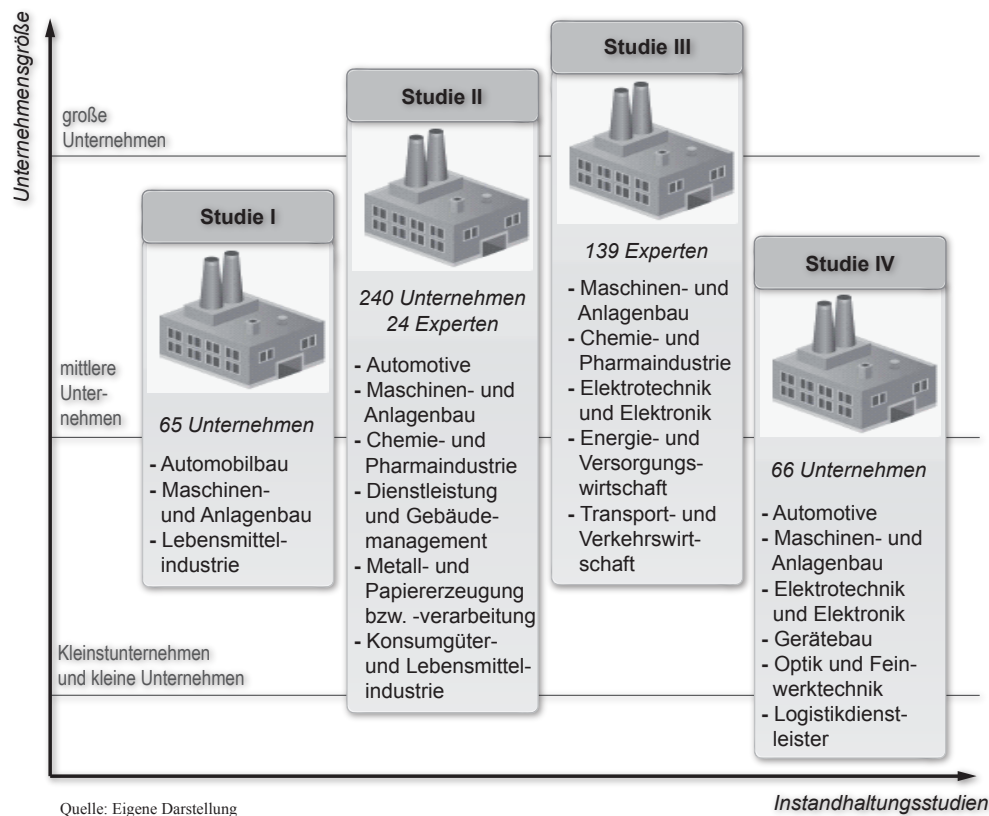 Unternehmensgröße
große
Unternehmen
mittlere
Unter-
nehmen
Kleinstunternehmen
und kleine Unternehmen
Studie I
65 Unternehmen
- Automobilbau
- Maschinen-
und Anlagenbau
- Lebensmittel-
industrie
Studie II
240 Unternehmen
24 Experten
- Automotive
- Maschinen- und
Anlagenbau
- Chemie- und
Pharmaindustrie
- Dienstleistung
und Gebäude-
management
- Metall- und
Papiererzeugung
bzw. -verarbeitung
- Konsumgüter-
und Lebensmittel-
industrie
Studie III
139 Experten
- Maschinen- und
Anlagenbau
- Chemie- und
Pharmaindustrie
- Elektrotechnik
und Elektronik
- Energie- und
Versorgungs-
wirtschaft
- Transport- und
Verkehrswirt-
schaft
Studie IV
66 Unternehmen
- Automotive
- Maschinen- und
Anlagenbau
- Elektrotechnik
und Elektronik
- Gerätebau
- Optik und Fein-
werktechnik
- Logistikdienst-
leister
Instandhaltungsstudien
Quelle: Eigene Darstellung